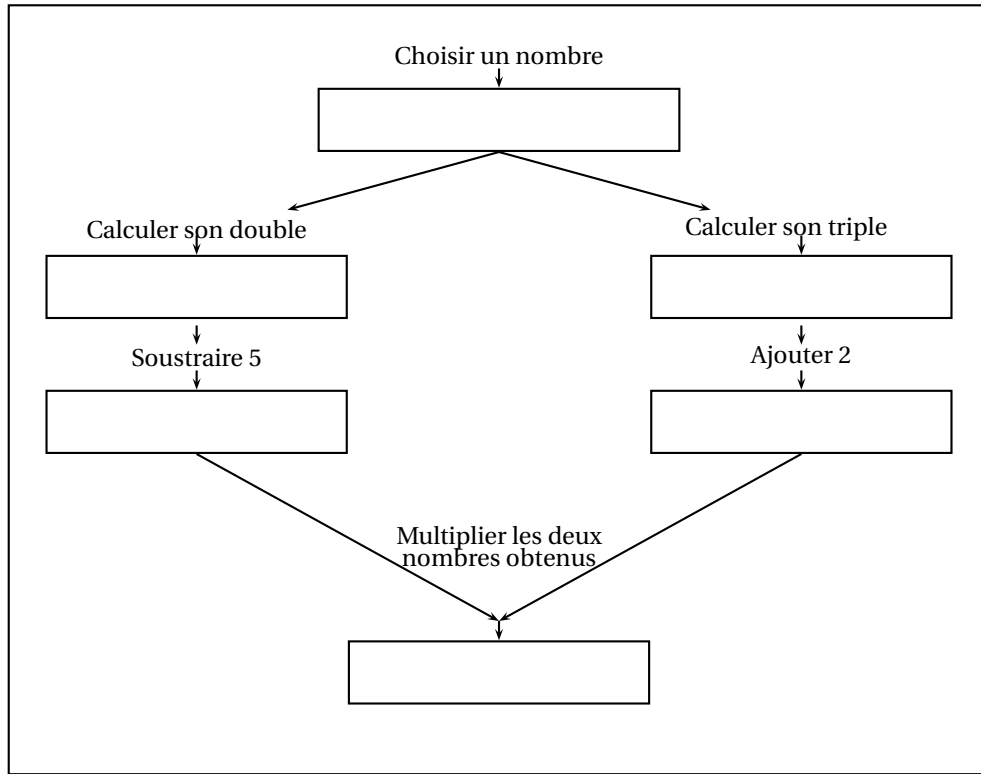 Choisir un nombre
Calculer son double
Calculer son triple
Soustraire 5
Ajouter 2
Multiplier les deux
nombres obtenus